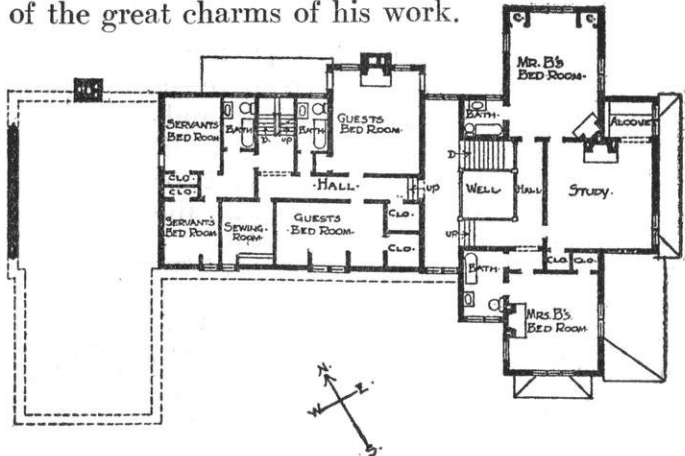 of the great charms of his work.
C.
C.
MR. B'S
BED ROOM.
SERVANTS
BED ROOM
BATH
D.
UP
BATH
GUESTS
BED ROOM.
BATH.
ALCOVE
CLO.
CLO.
HALL.
UP
D
WELL
HALL
STUDY.
SERVANT'S
BED ROOM
SEWING.
ROOM.
GUESTS
BED ROOM.
CLO.
CLO.
UP.
BATH.
CLO.
CLO.
MRS. B'S.
BED ROOM.
N.
W
E.
S.